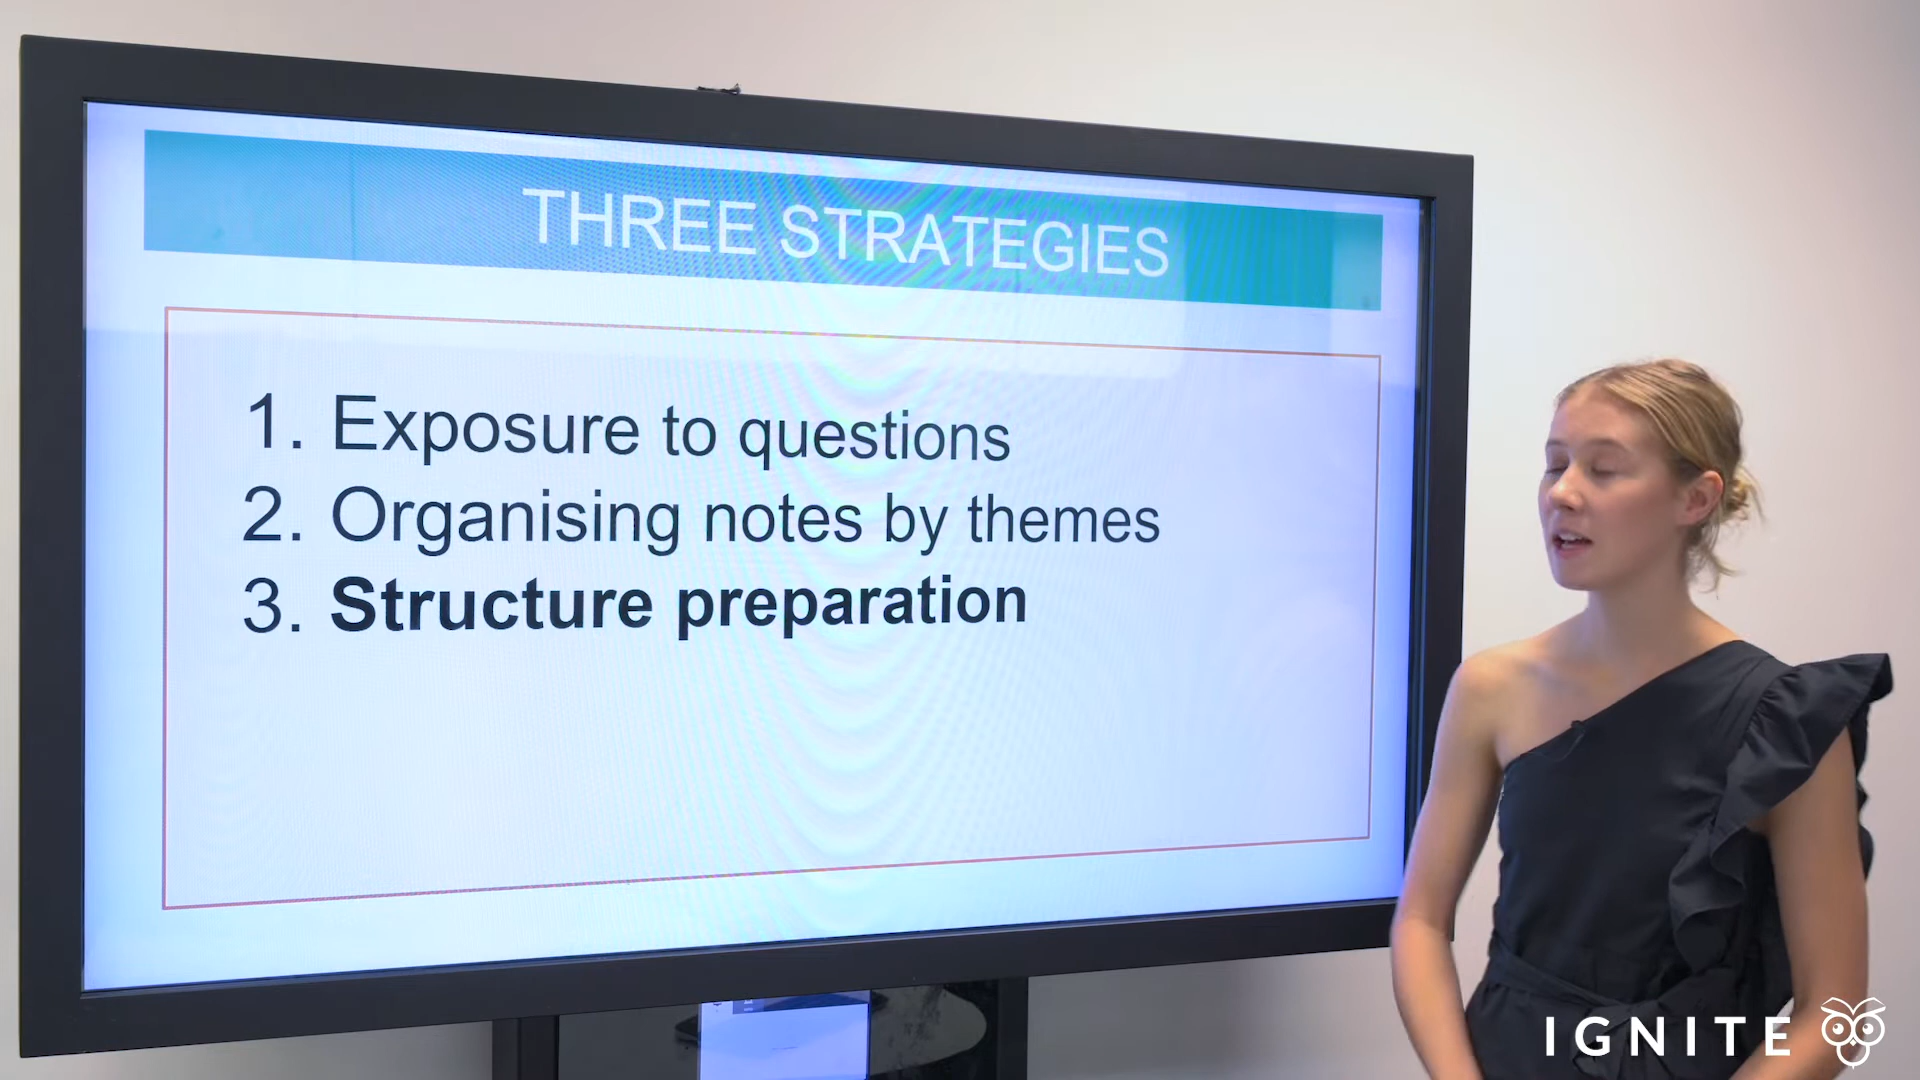 THREE STRATEGIES
1. Exposure to questions
2. Organising notes by themes
3. Structure preparation
IGNITE